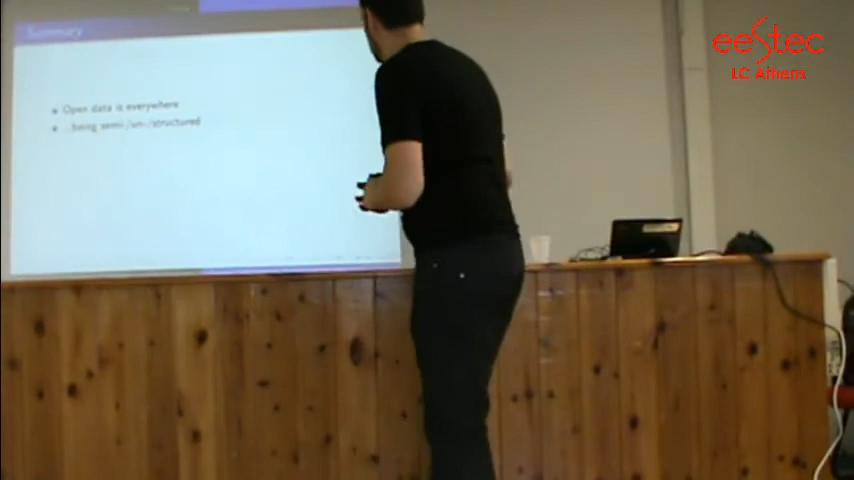 Summary
Open data is everywhere
...being semi-/un-/structured
eeStec
LC Athens